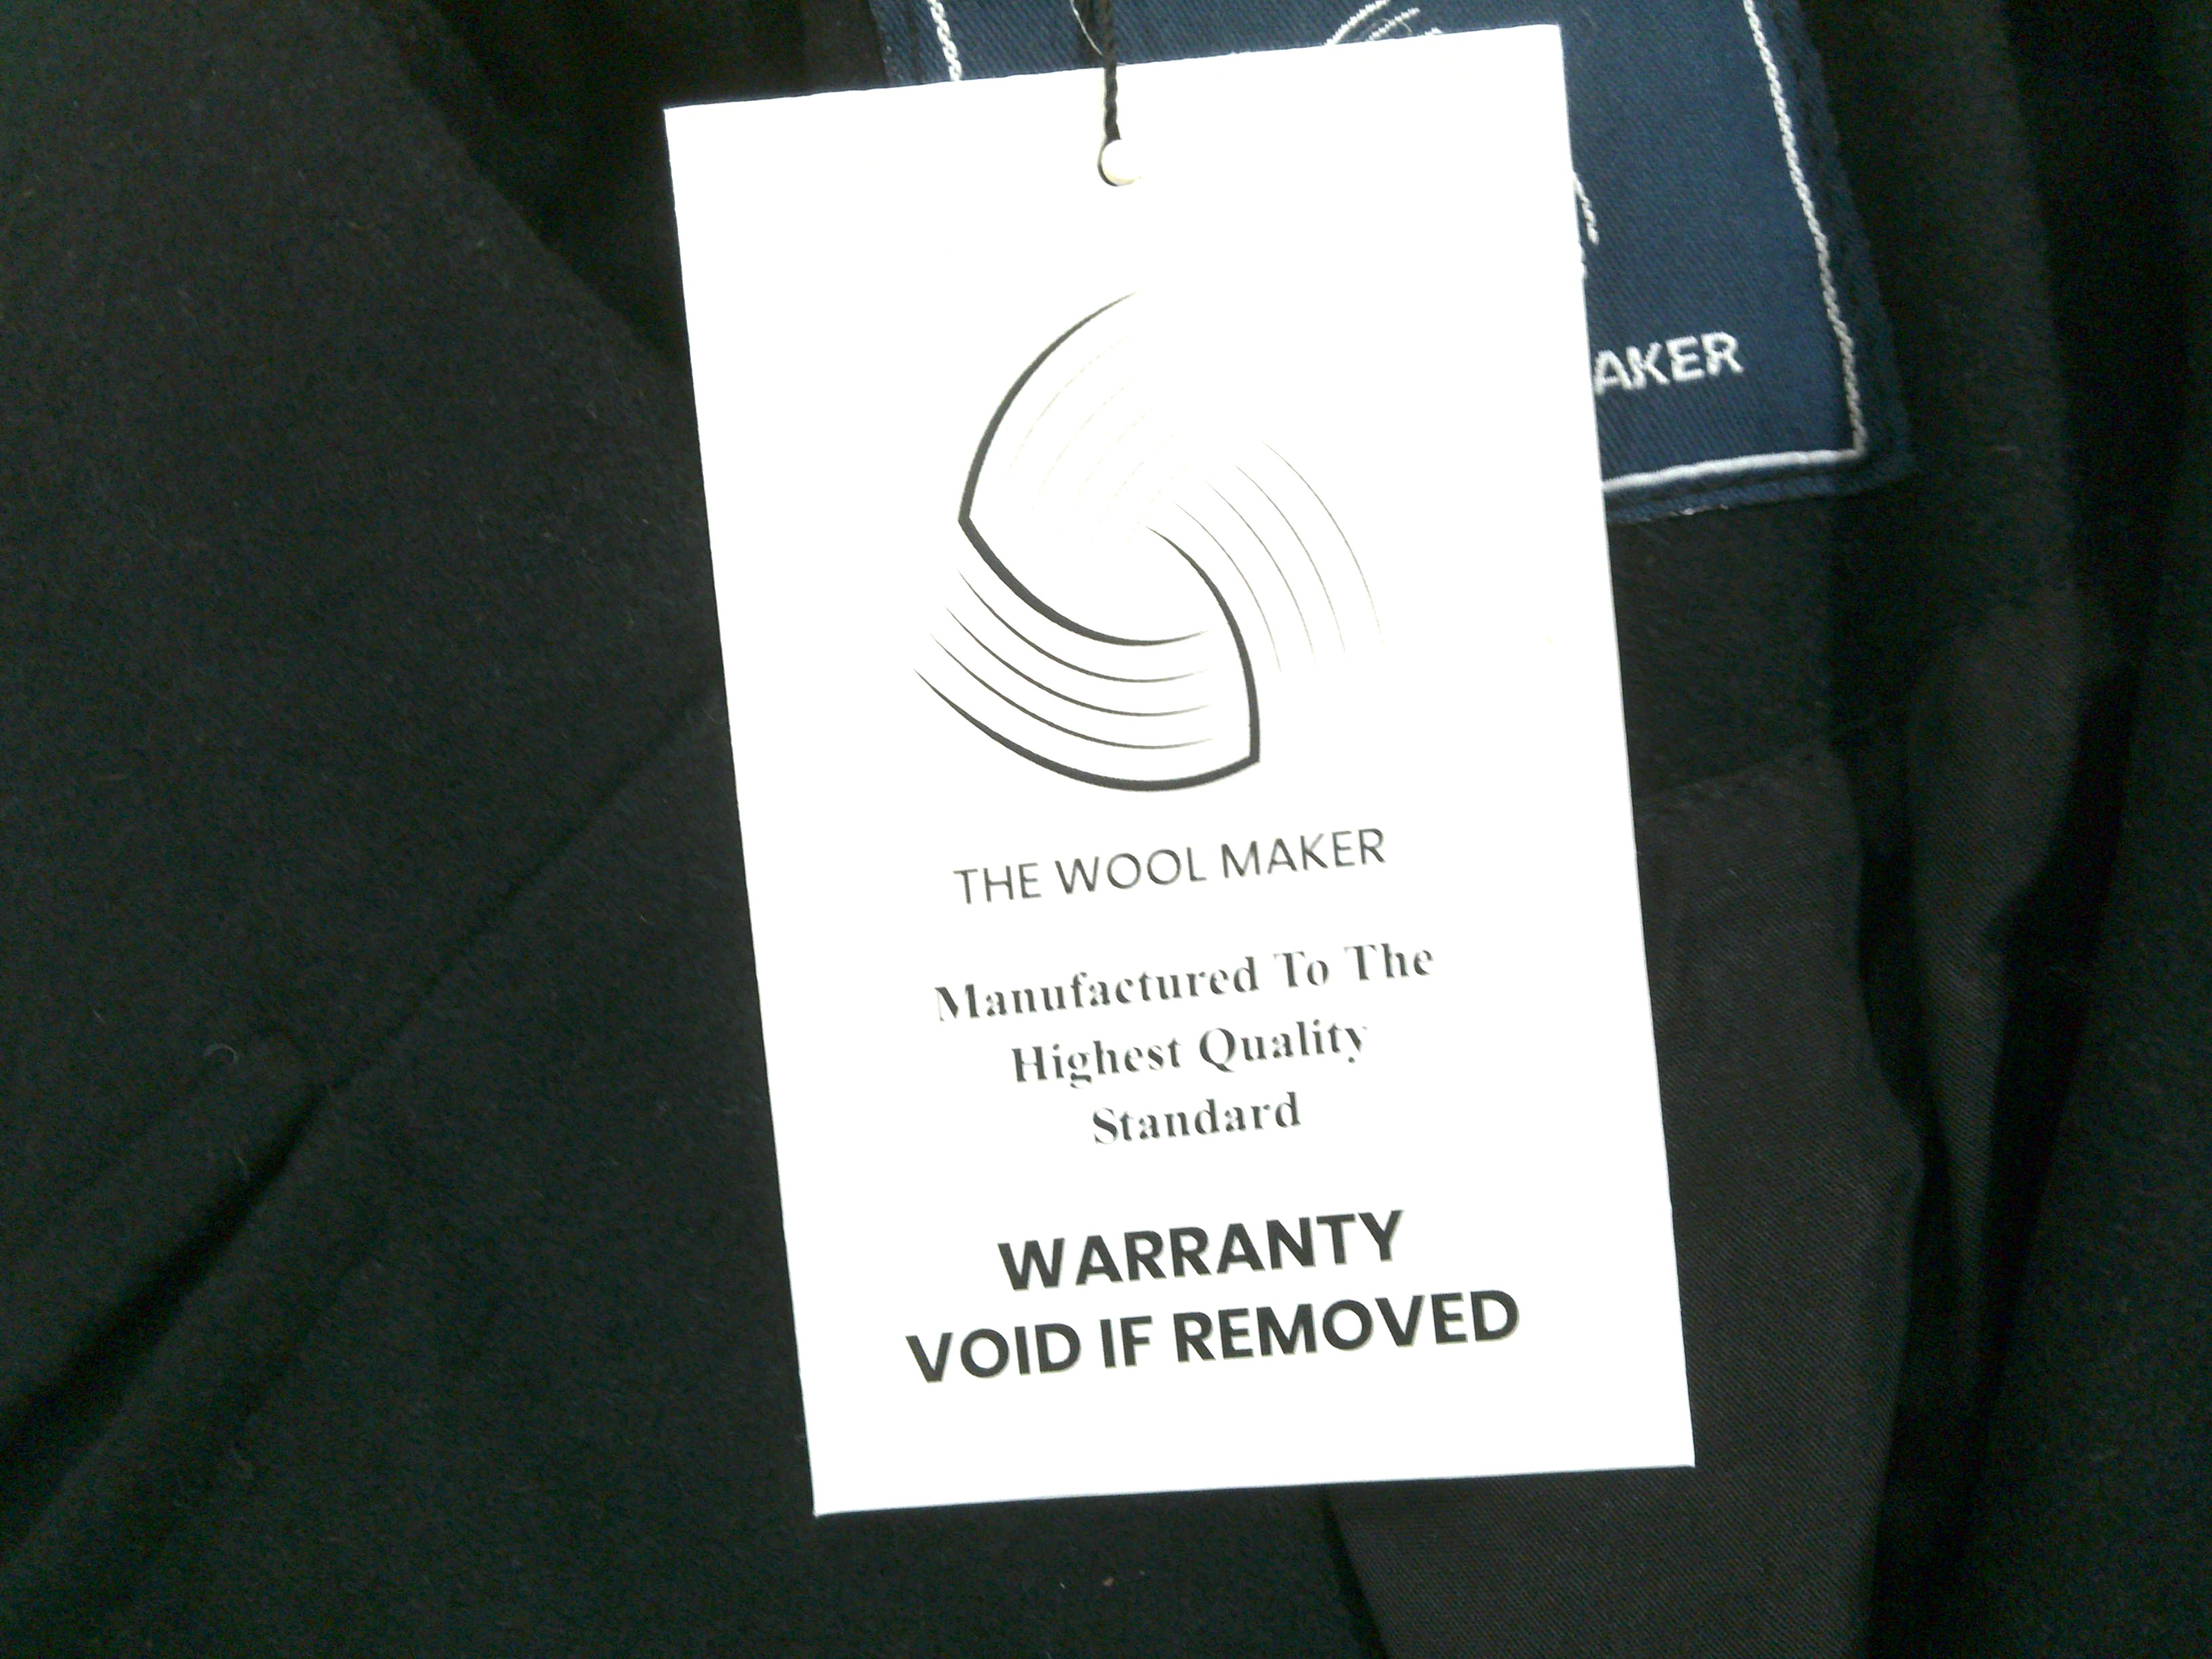 AKER
THE WOOL MAKER
Manufactured To The
Highest Quality
Standard
WARRANTY
VOID IF REMOVED